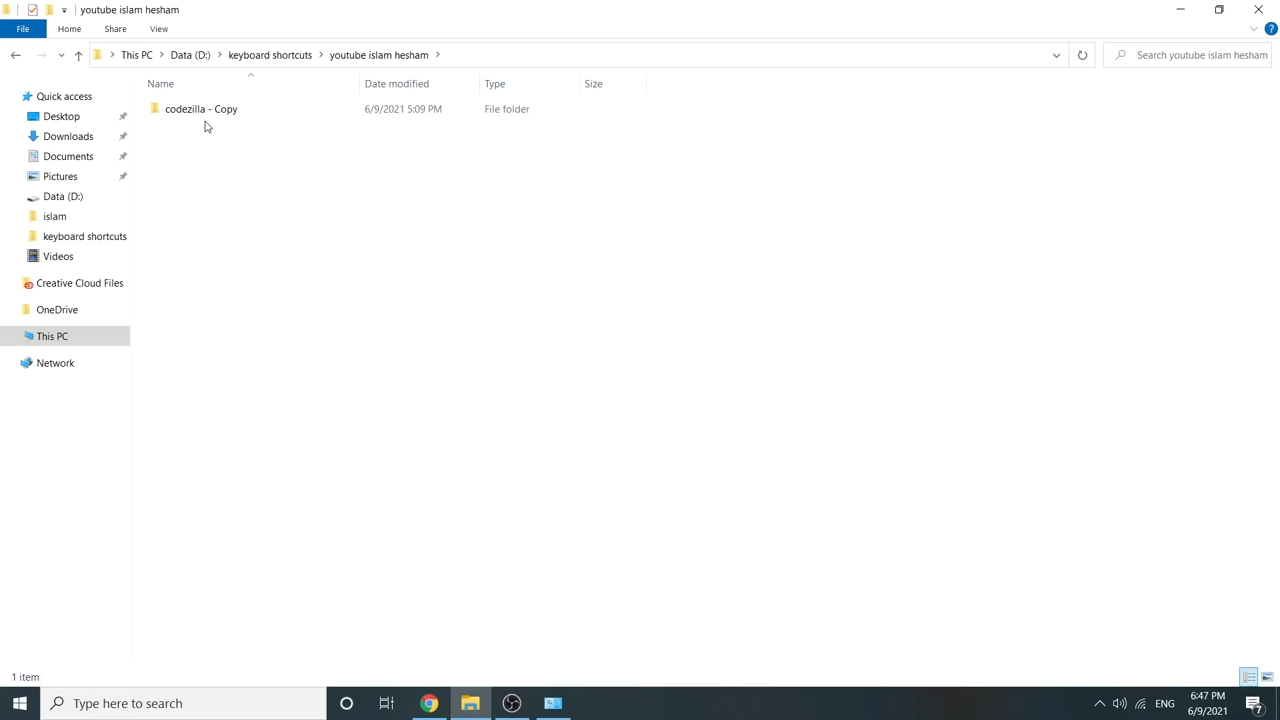 youtube islam hesham
File Home Share View
This PC Data (D:) keyboard shortcuts youtube islam hesham
Search youtube islam hesham
Name Date modified Type Size
codezilla - Copy 6/9/2021 5:09 PM File folder
Quick access
Desktop
Downloads
Documents
Pictures
Data (D:)
islam
keyboard shortcuts
Videos
Creative Cloud Files
OneDrive
This PC
Network
1 item
Type here to search
ENG
6:47 PM
6/9/2021
7